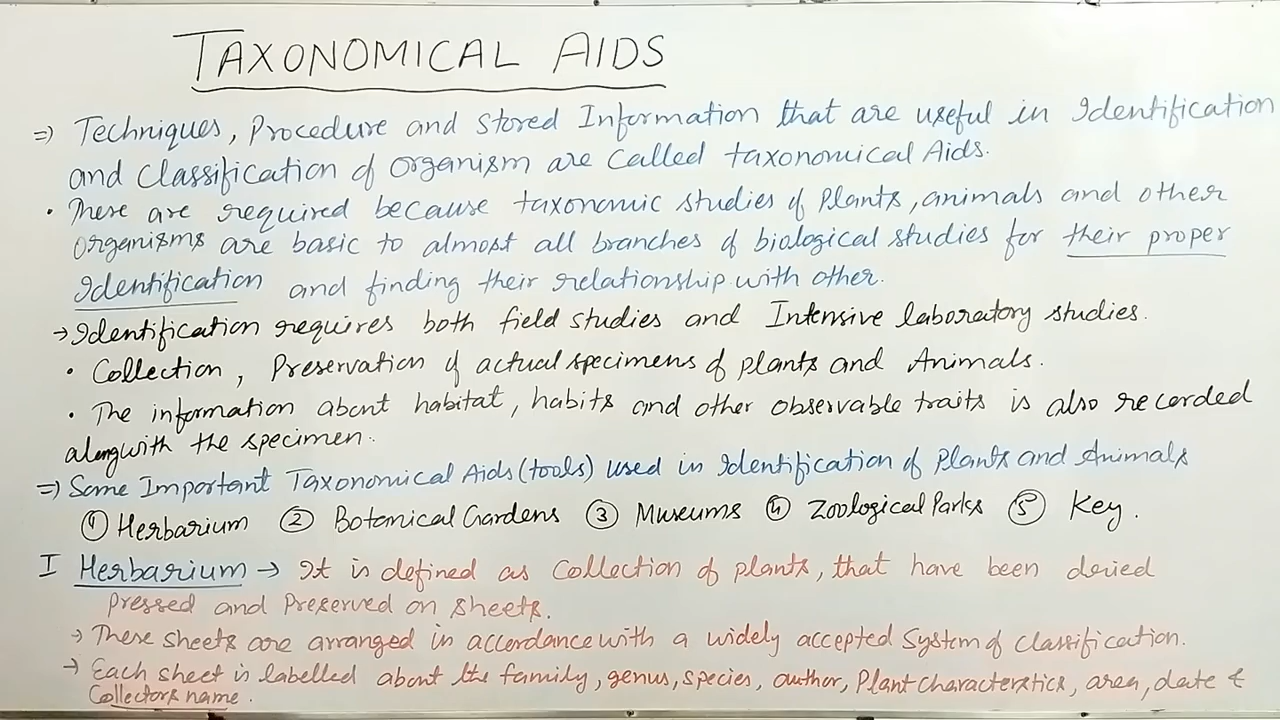 TAXONOMICAL AIDS
=) Techniques, Procedure and Stored Information that are useful in Identification
and Classification of Organism are called taxonomical Aids.
• These are required because taxonomic studies of Plants, animals and other
Organisms are basic to almost all branches of biological studies for their proper
Identification and finding their relationship with other.
→ Identification requires both field studies and Intensive laboratory studies.
• Collection, Preservation of actual specimens of plants and Animals.
• The information about habitat, habits and other observable traits is also recorded
alongwith the specimen.
=) Some Important Taxonomical Aids (tools) used in Identification of Plants and Animals
① Herbarium ② Botanical Gardens ③ Museums ④ Zoological Parks ⑤ Key.
I Herbarium → It is defined as Collection of plants, that have been dried
Pressed and Preserved on sheets.
→ These sheets are arranged in accordance with a widely accepted System of Classification.
→ Each sheet is labelled about the family, genus, species, author, Plant Characterstics, area, date &
Collectors name.